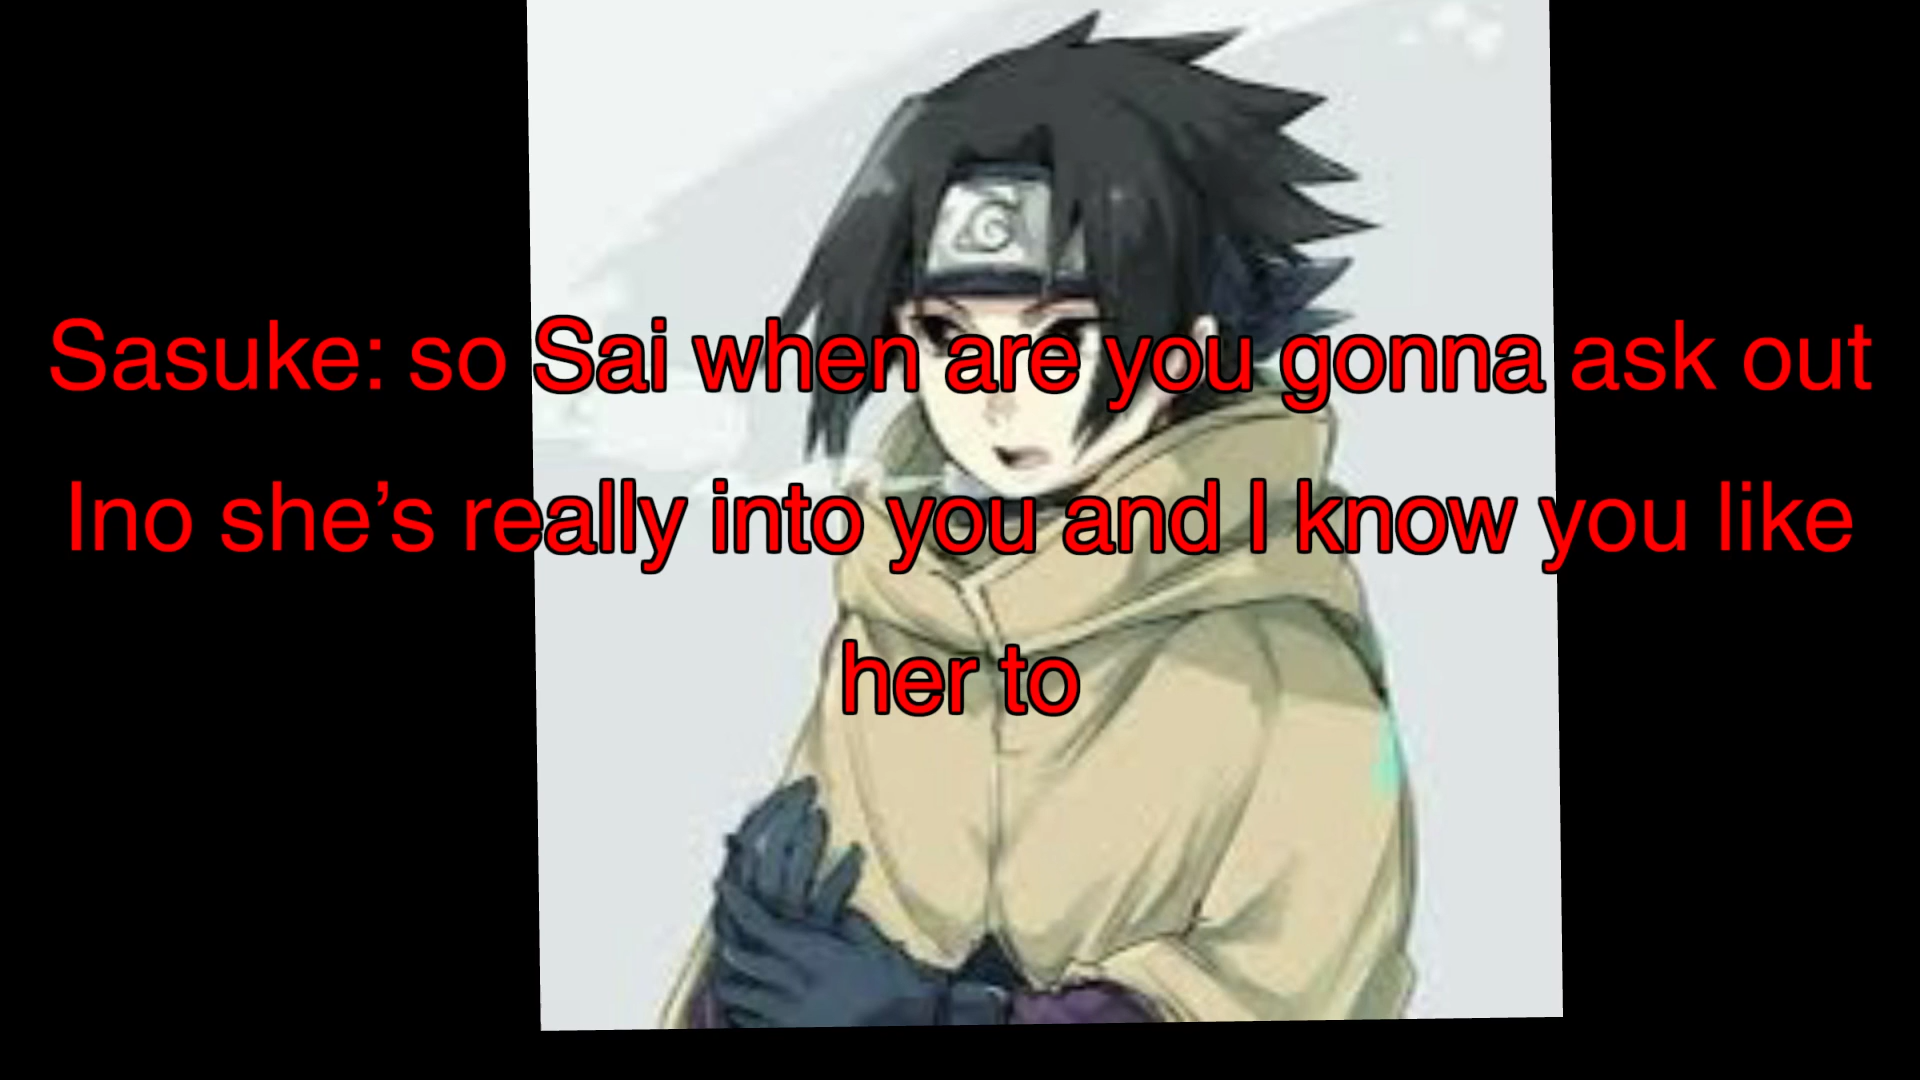 Sasuke: so Sai when are you gonna ask out
Ino she’s really into you and I know you like
her to